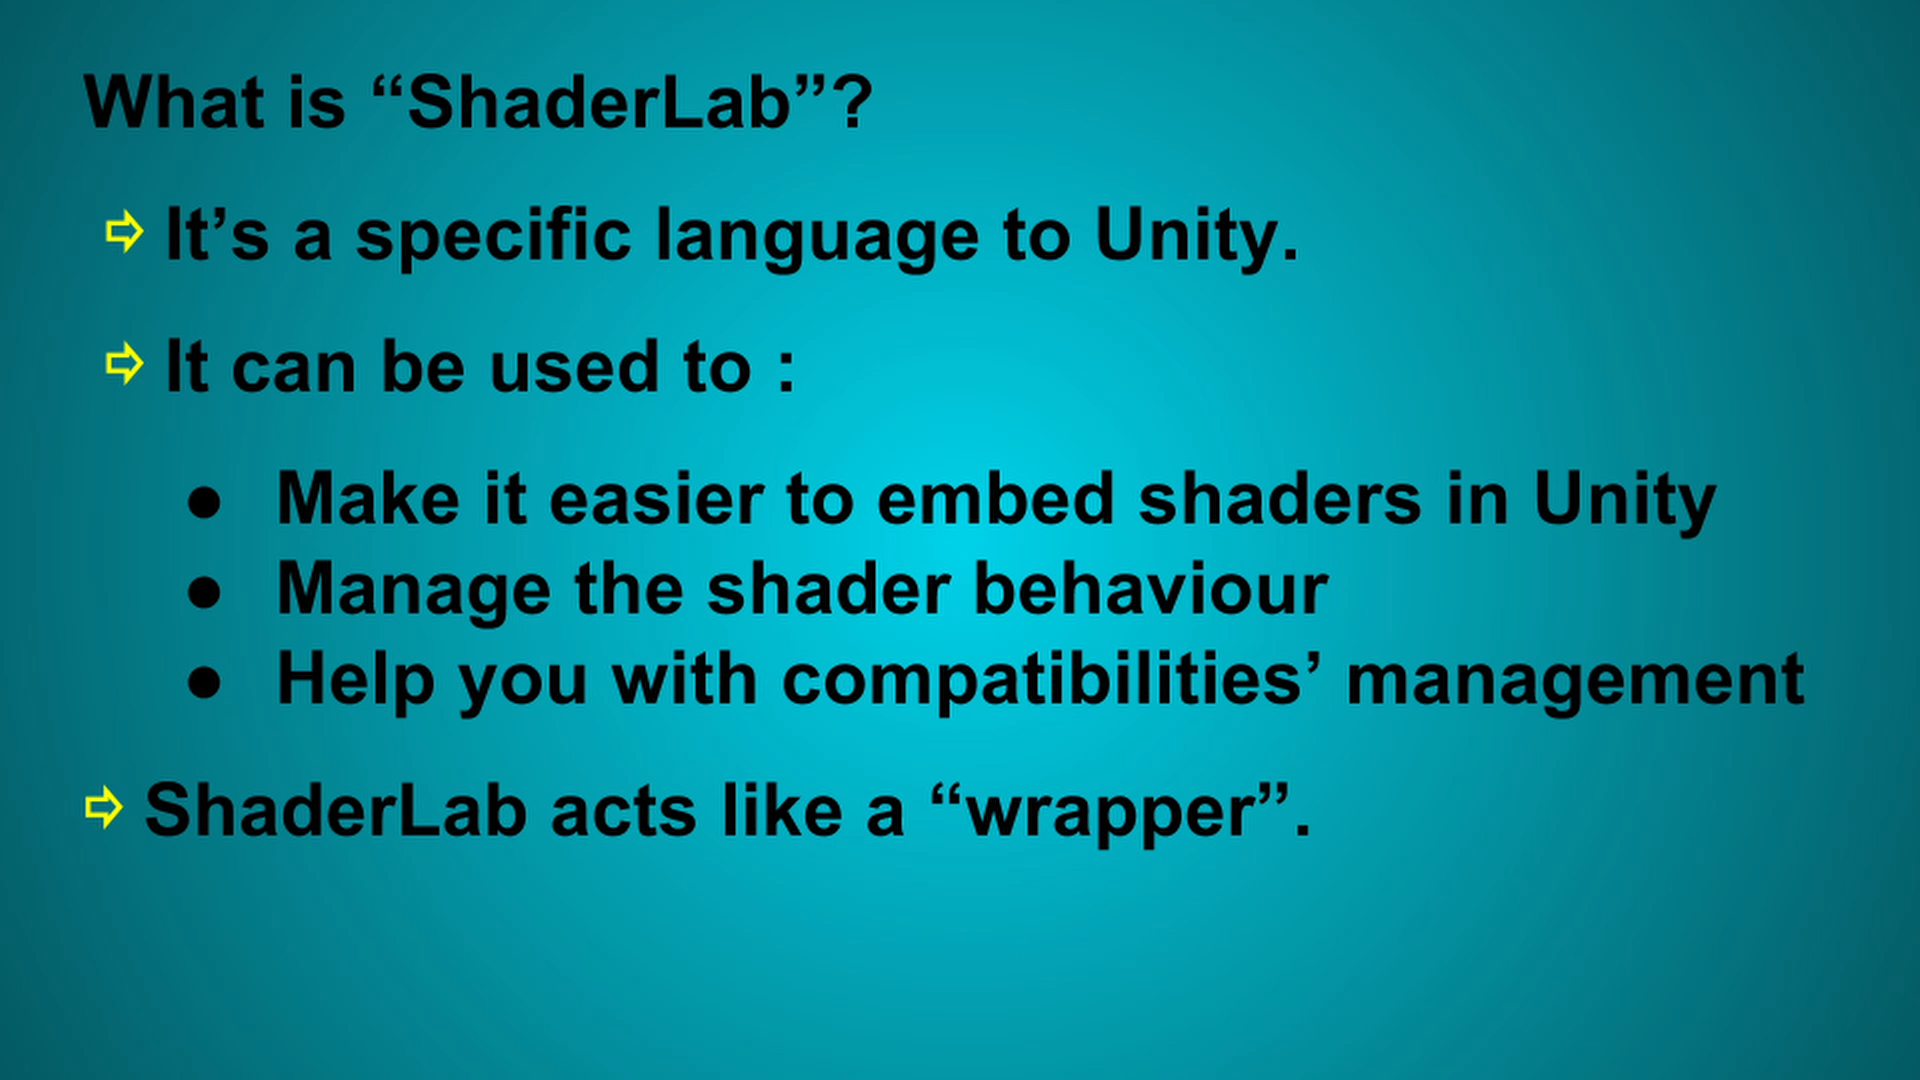 What is “ShaderLab”?
⇨ It’s a specific language to Unity.
⇨ It can be used to :
● Make it easier to embed shaders in Unity
● Manage the shader behaviour
● Help you with compatibilities’ management
⇨ ShaderLab acts like a “wrapper”.